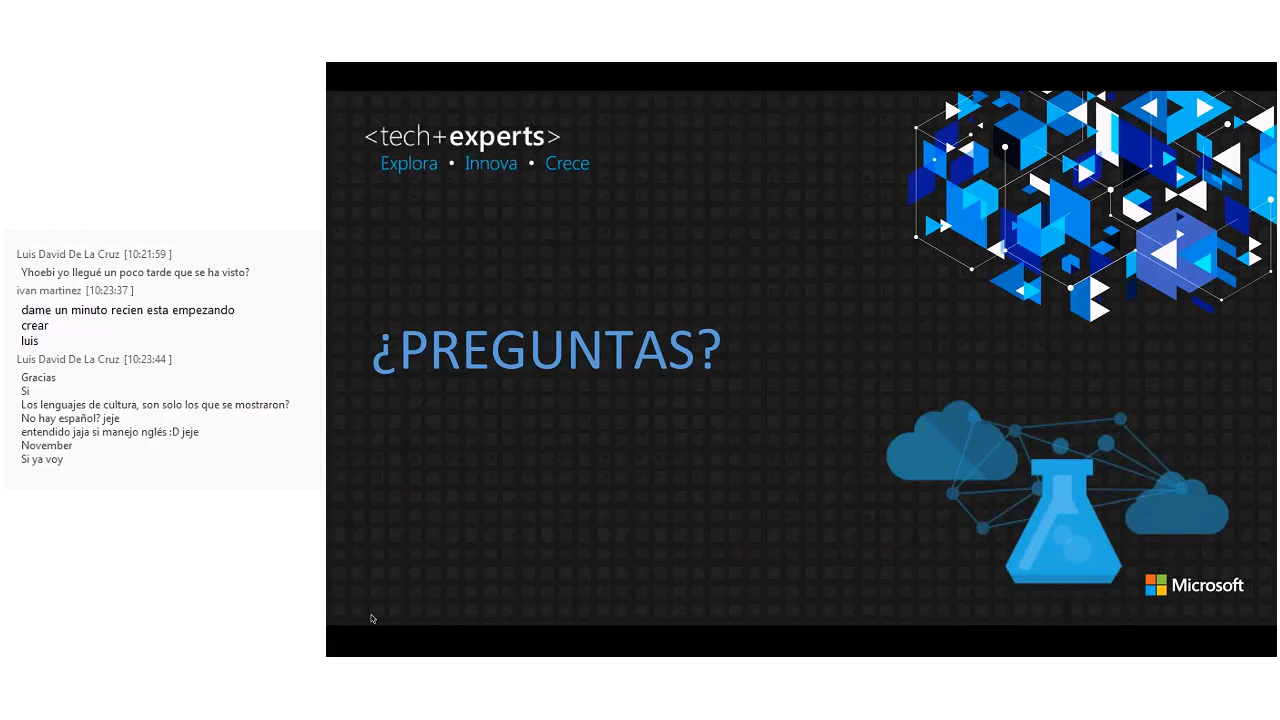 Luis David De La Cruz [10:21:59 ]
Yhoebi yo llegué un poco tarde que se ha visto?
ivan martinez [10:23:37 ]
dame un minuto recien esta empezando
crear
luis
Luis David De La Cruz [10:23:44 ]
Gracias
Si
Los lenguajes de cultura, son solo los que se mostraron?
No hay español? jeje
entendido jaja si manejo nglés :D jeje
November
Si ya voy
<tech+experts>
Explora • Innova • Crece
¿PREGUNTAS?
Microsoft